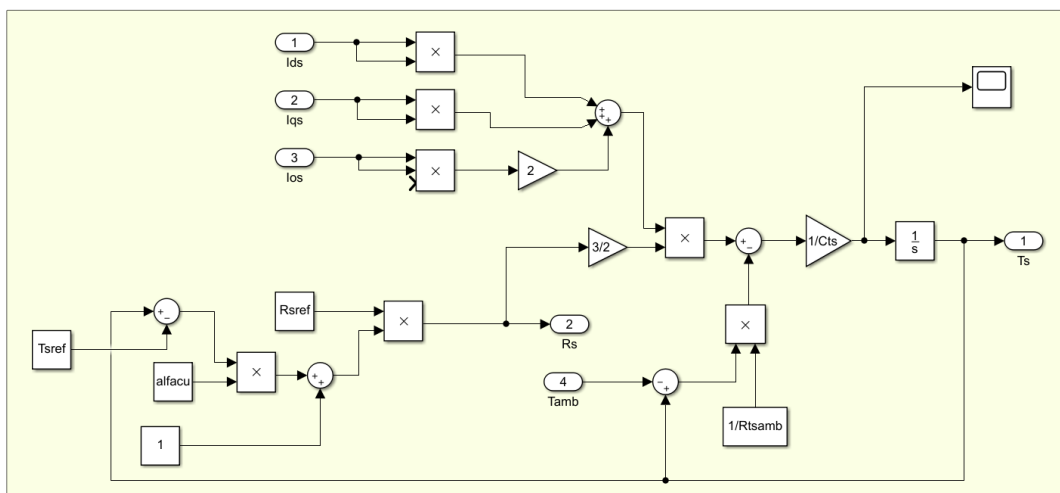 1
Ids
×
2
Iqs
×
3
Ios
×
2
+
+
+
3/2
×
+
−
1/Cts
1
s
1
Ts
Rsref
×
2
Rs
×
Tsref
+
−
alfacu
×
+
+
1
4
Tamb
−
+
1/Rtsamb